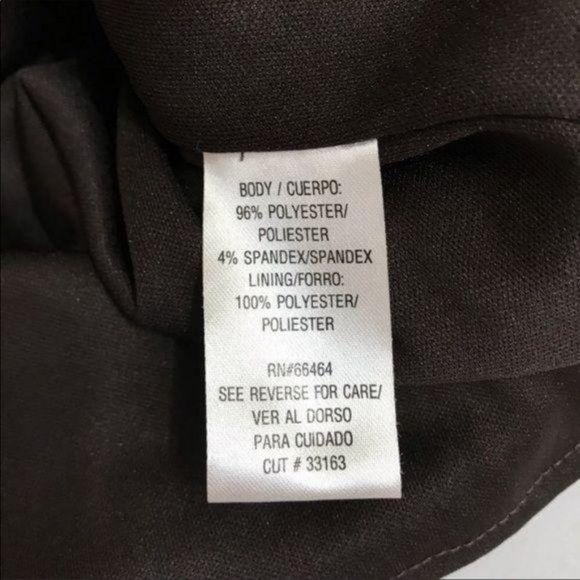 BODY / CUERPO:
96% POLYESTER/
POLIESTER
4% SPANDEX/SPANDEX
LINING/FORRO:
100% POLYESTER/
POLIESTER
RN#66464
SEE REVERSE FOR CARE/
VER AL DORSO
PARA CUIDADO
CUT # 33163